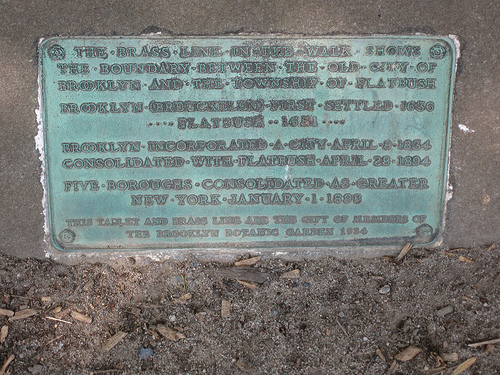 THE · BRASS · LINE · IN · THE · WALK · SHOWS
THE · BOUNDARY · BETWEEN · THE · OLD · CITY · OF
BROOKLYN · AND · THE · TOWNSHIP · OF · FLATBUSH
BROOKLYN · (BREUCKELEN) · FIRST · SETTLED · 1636
···· FLATBUSH ·· 1651 ····
BROOKLYN · INCORPORATED · A · CITY · APRIL · 8 · 1834
CONSOLIDATED · WITH · FLATBUSH · APRIL · 28 · 1894
FIVE · BOROUGHS · CONSOLIDATED · AS · GREATER
NEW · YORK · JANUARY · 1 · 1898
THIS TABLET AND BRASS LINE ARE THE GIFT OF MEMBERS OF
THE BROOKLYN BOTANIC GARDEN 1934